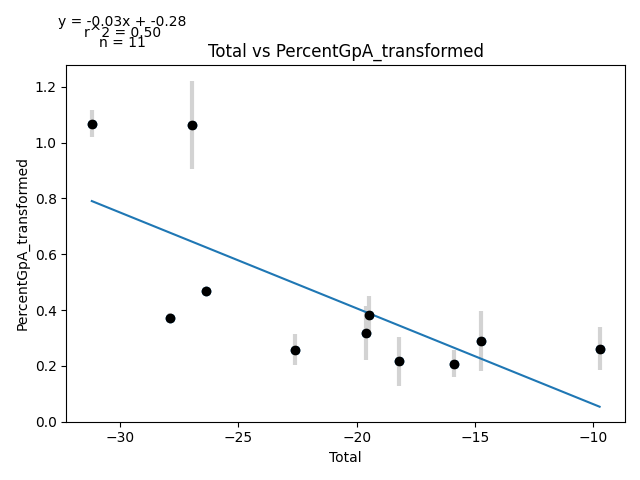 y = -0.03x + -0.28
r^2 = 0.50
n = 11
Total vs PercentGpA_transformed
PercentGpA_transformed
1.2
1.0
0.8
0.6
0.4
0.2
0.0
−30
−25
−20
−15
−10
Total